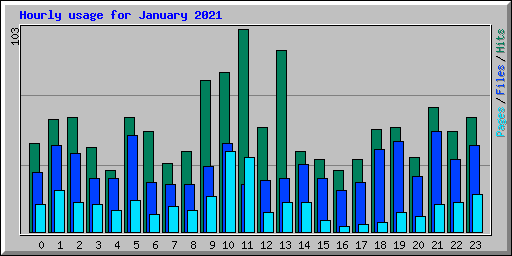 Hourly usage for January 2021
103
Pages/Files/Hits
0 1 2 3 4 5 6 7 8 9 10 11 12 13 14 15 16 17 18 19 20 21 22 23